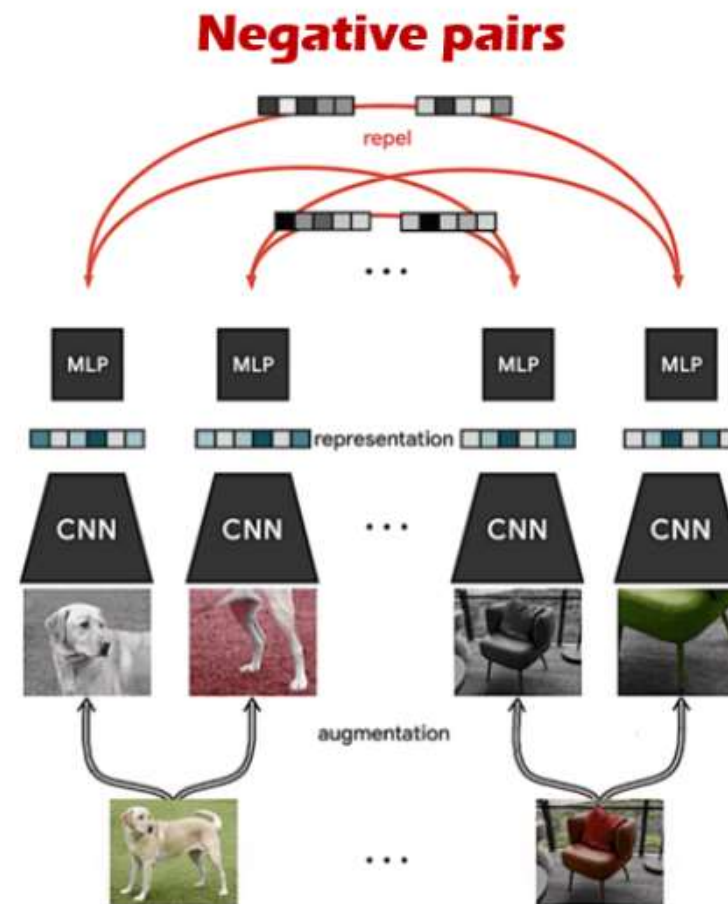 Negative pairs
repel
...
MLP MLP MLP MLP
representation
CNN CNN ... CNN CNN
augmentation
...